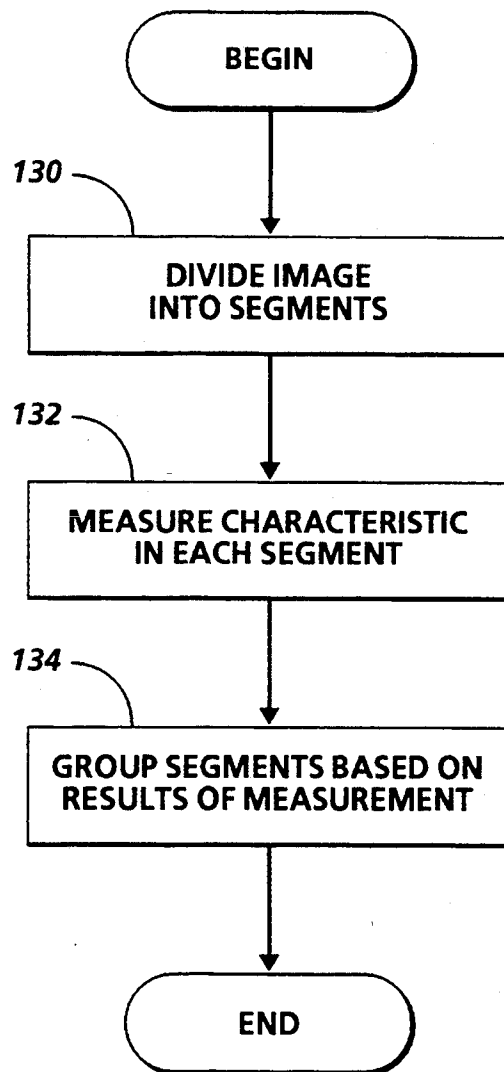 BEGIN
130
DIVIDE IMAGE
INTO SEGMENTS
132
MEASURE CHARACTERISTIC
IN EACH SEGMENT
134
GROUP SEGMENTS BASED ON
RESULTS OF MEASUREMENT
END